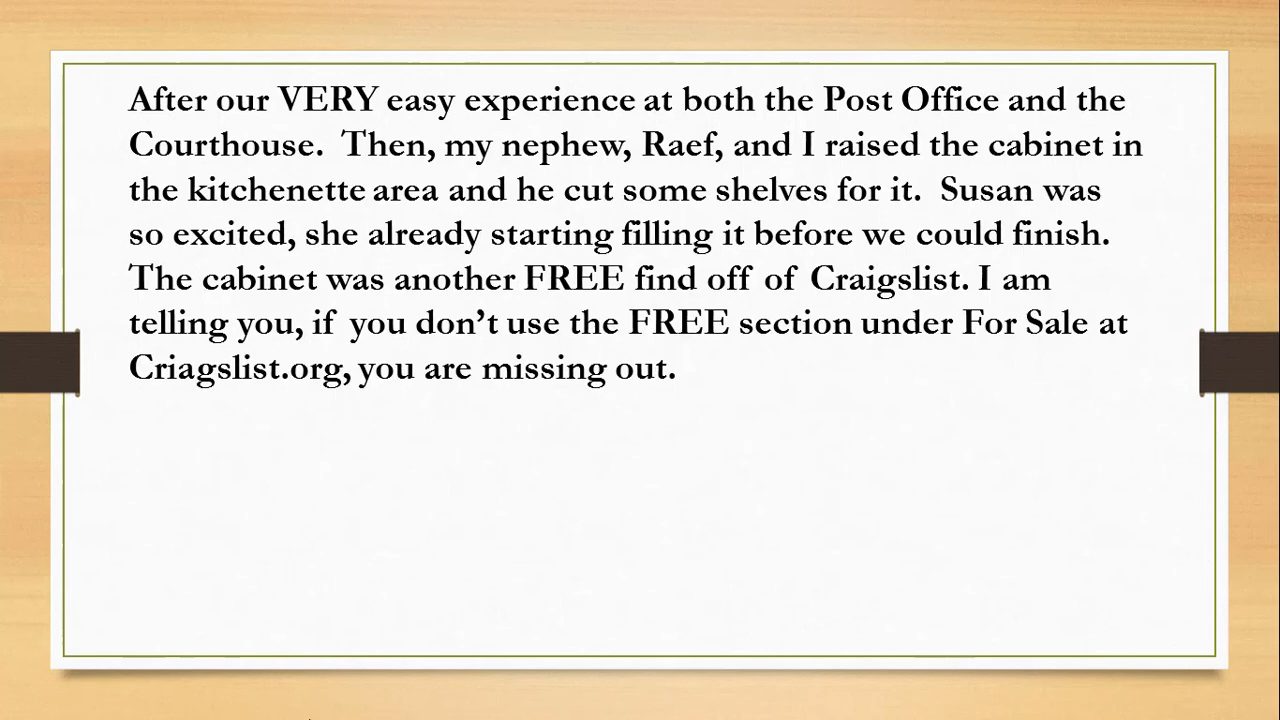 After our VERY easy experience at both the Post Office and the
Courthouse.  Then, my nephew, Raef, and I raised the cabinet in
the kitchenette area and he cut some shelves for it.  Susan was
so excited, she already starting filling it before we could finish.
The cabinet was another FREE find off of Craigslist. I am
telling you, if you don’t use the FREE section under For Sale at
Criagslist.org, you are missing out.